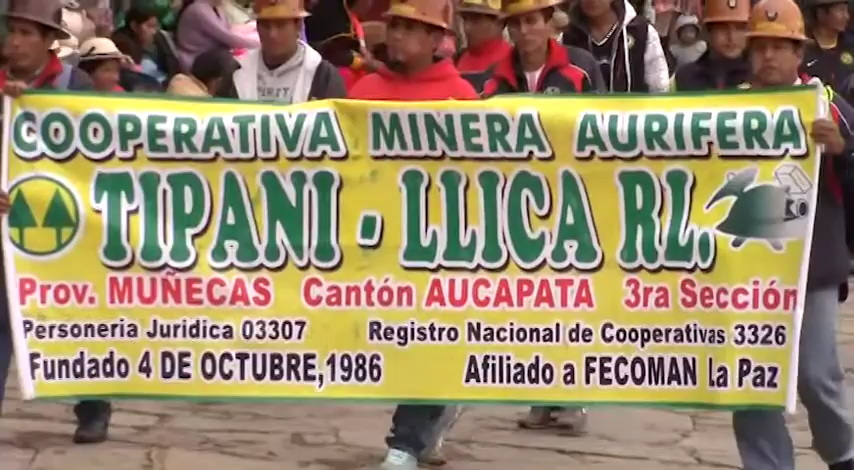 COOPERATIVA MINERA AURIFERA
TIPANI - LLICA RL.
Prov. MUÑECAS Cantón AUCAPATA 3ra Sección
Personeria Juridica 03307 Registro Nacional de Cooperativas 3326
Fundado 4 DE OCTUBRE,1986 Afiliado a FECOMAN La Paz